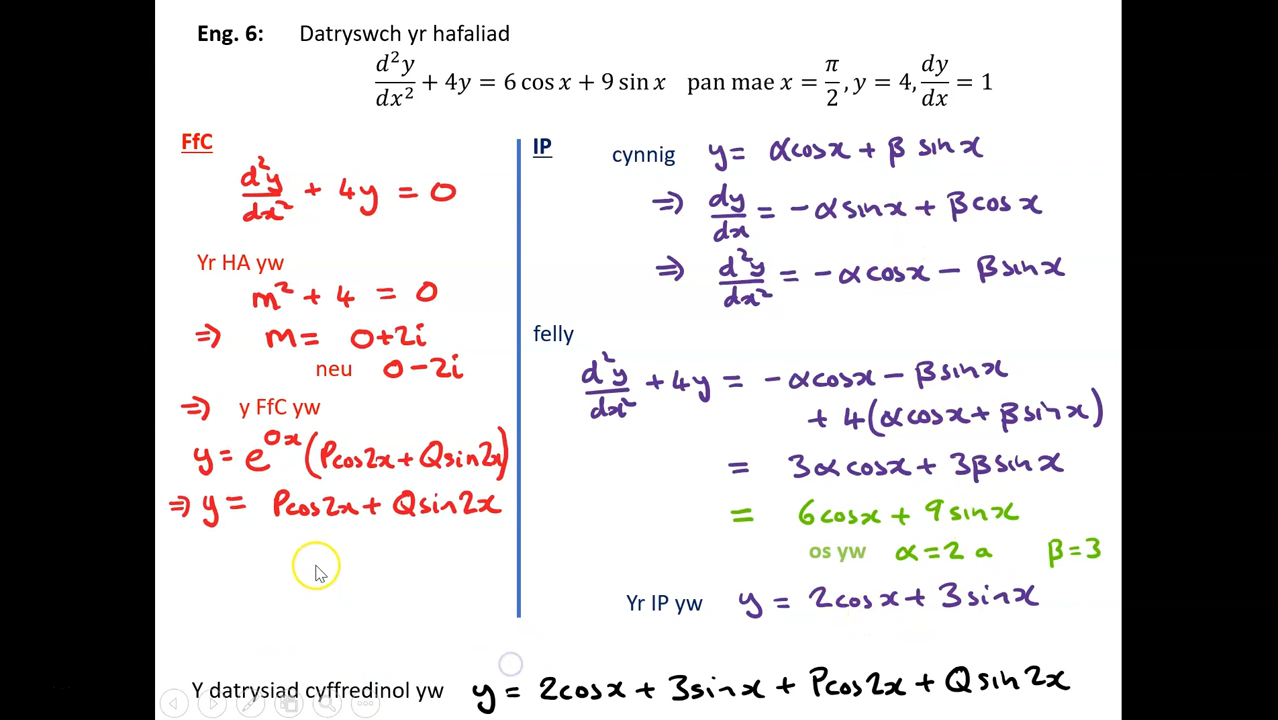 Eng. 6: Datryswch yr hafaliad
d²y/dx² + 4y = 6 cos x + 9 sin x pan mae x = π/2, y = 4, dy/dx = 1
FfC
d²y/dx² + 4y = 0
Yr HA yw
m² + 4 = 0
⇒ m = 0+2i
neu 0-2i
⇒ y FfC yw
y = e^0x (Pcos2x + Qsin2x)
⇒ y = Pcos2x + Qsin2x
IP
cynnig y = αcosx + β sinx
⇒ dy/dx = -αsinx + βcosx
⇒ d²y/dx² = -αcosx - βsinx
felly
d²y/dx² + 4y = -αcosx - βsinx
+ 4(αcosx + βsinx)
= 3αcosx + 3βsinx
= 6cosx + 9sinx
os yw α=2 a β=3
Yr IP yw y = 2cosx + 3sinx
Y datrysiad cyffredinol yw y = 2cosx + 3sinx + Pcos2x + Qsin2x